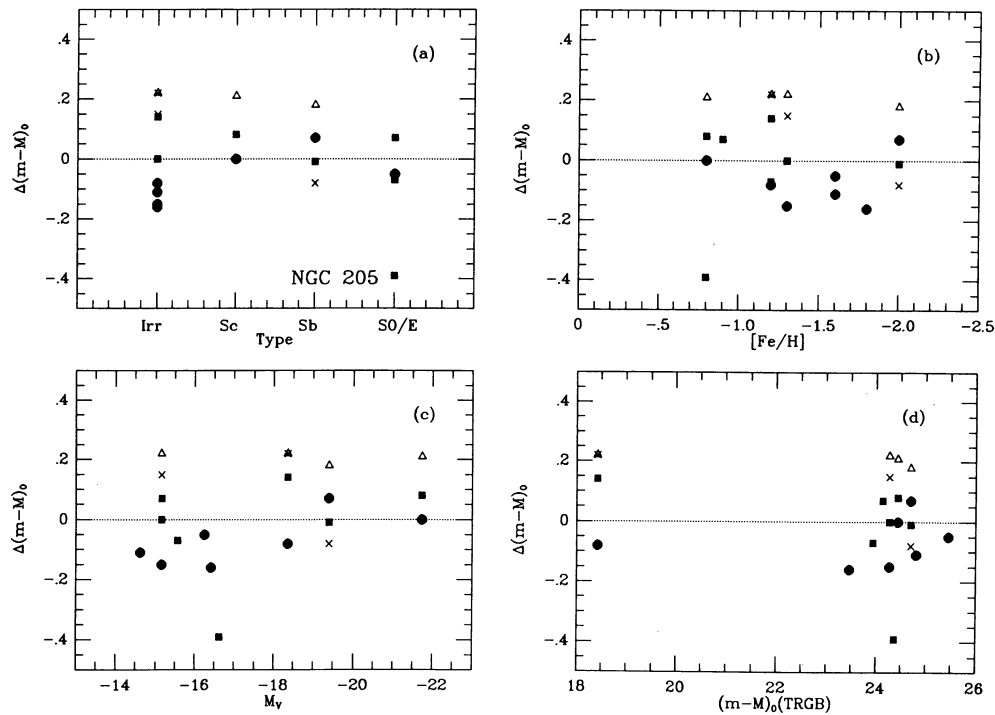 .4
.2
0
-.2
-.4
Δ(m-M)₀
(a)
NGC 205
Irr Sc Sb S0/E
Type
.4
.2
0
-.2
-.4
Δ(m-M)₀
(b)
0 -.5 -1.0 -1.5 -2.0 -2.5
[Fe/H]
.4
.2
0
-.2
-.4
Δ(m-M)₀
(c)
-14 -16 -18 -20 -22
Mᵥ
.4
.2
0
-.2
-.4
Δ(m-M)₀
(d)
18 20 22 24 26
(m-M)₀(TRGB)